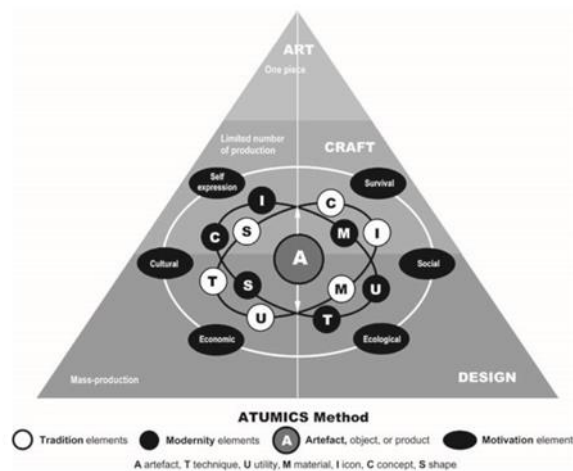 ART
One piece
Limited number
of production
CRAFT
Self
expression
Survival
I
C
C
S
M
I
A
Cultural
Social
T
S
M
U
U
T
Economic
Ecological
Mass-production
DESIGN
ATUMICS Method
Tradition elements
Modernity elements
A
Artefact, object, or product
Motivation element
A artefact, T technique, U utility, M material, I icon, C concept, S shape